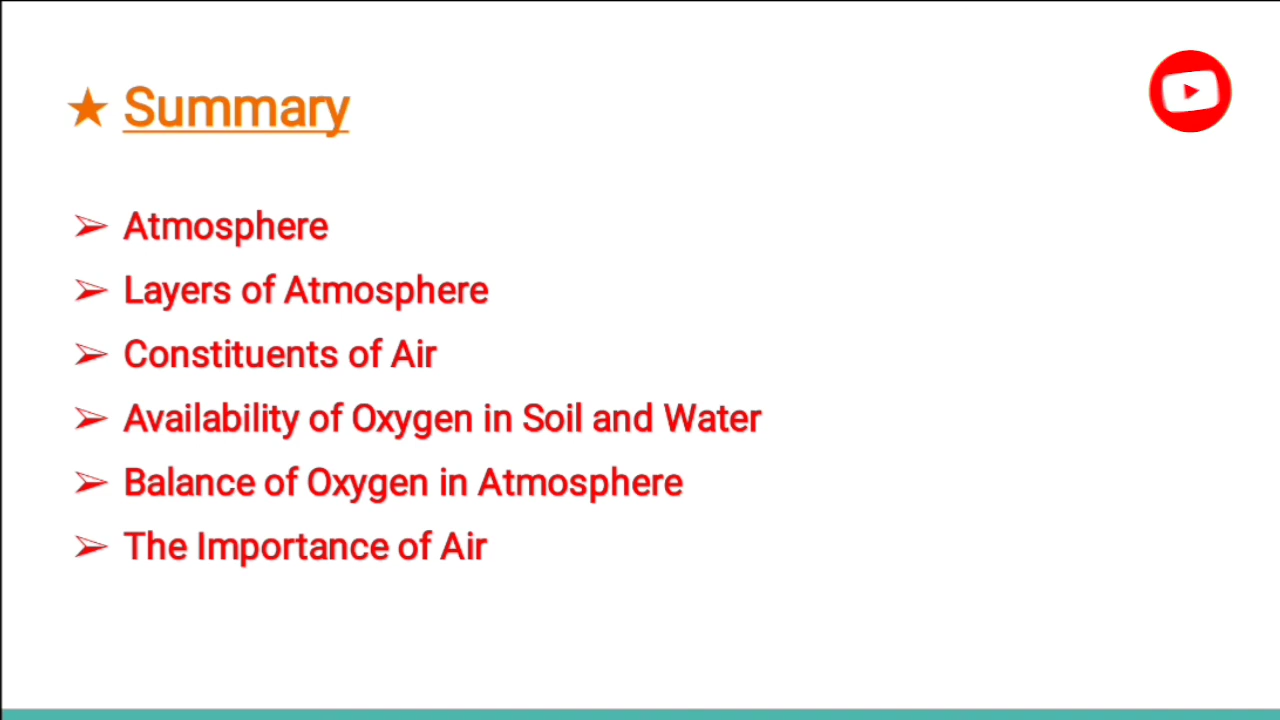 ★ Summary
➢ Atmosphere
➢ Layers of Atmosphere
➢ Constituents of Air
➢ Availability of Oxygen in Soil and Water
➢ Balance of Oxygen in Atmosphere
➢ The Importance of Air